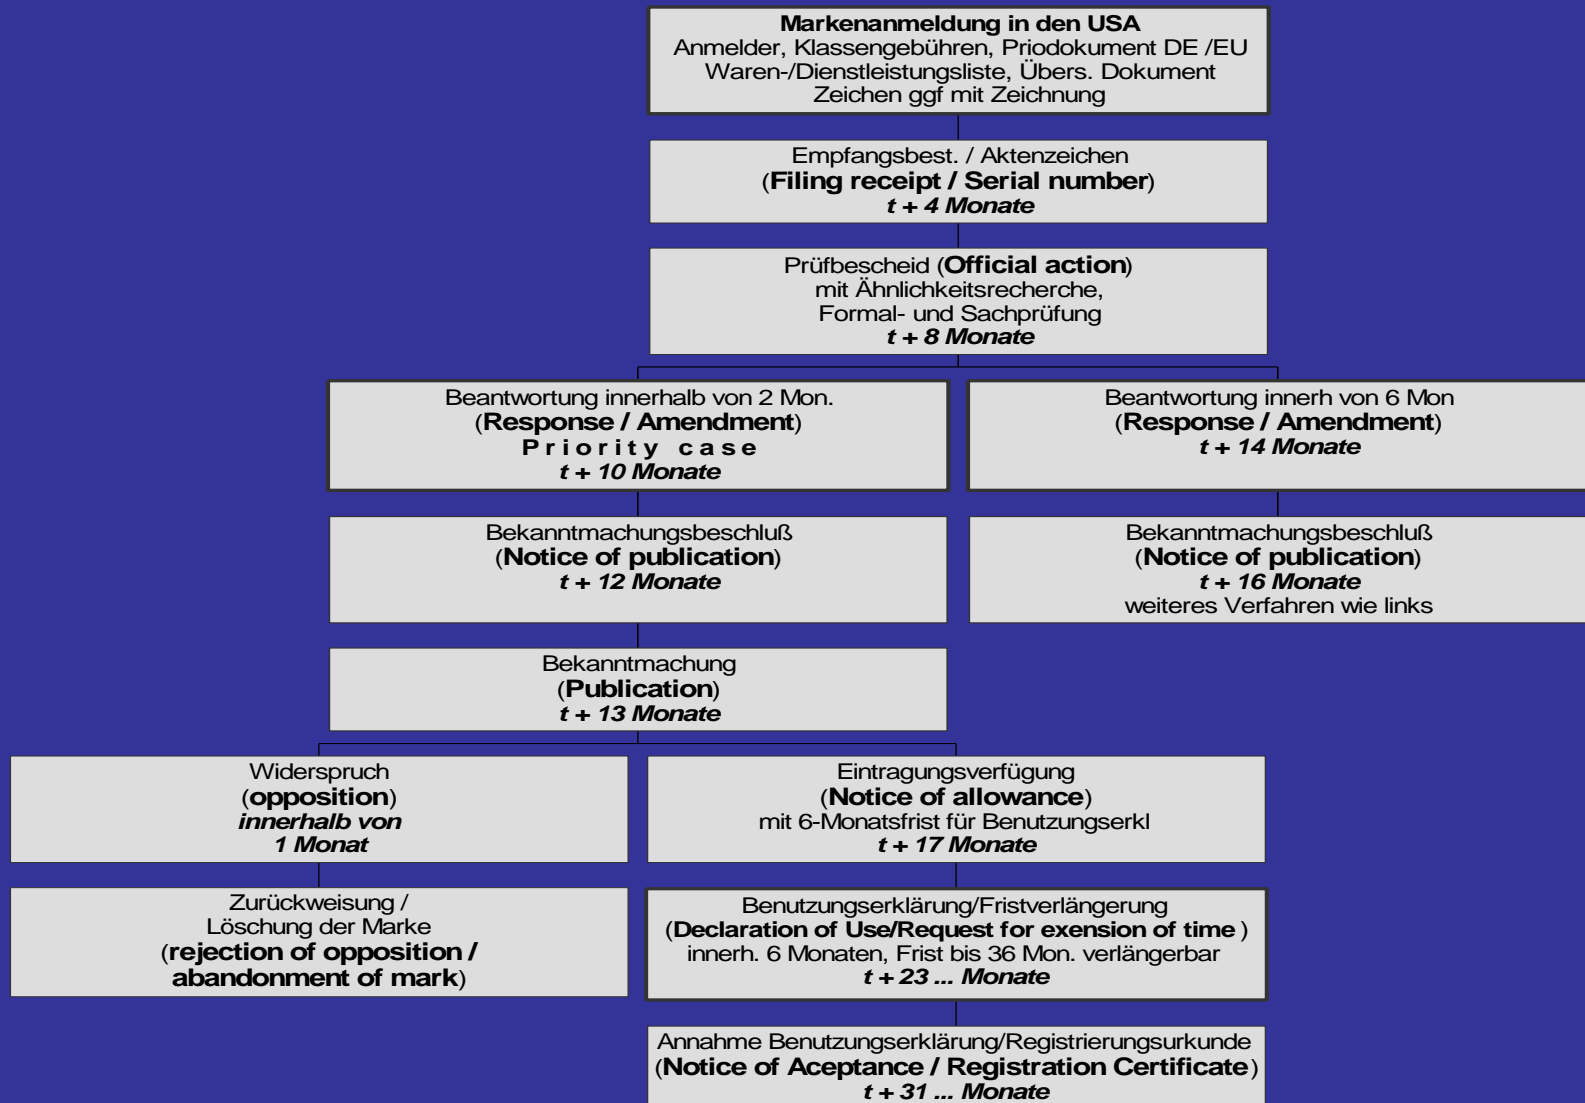 Markenanmeldung in den USA
Anmelder, Klassengebühren, Priodokument DE /EU
Waren-/Dienstleistungsliste, Übers. Dokument
Zeichen ggf mit Zeichnung
Empfangsbest. / Aktenzeichen
(Filing receipt / Serial number)
t + 4 Monate
Prüfbescheid (Official action)
mit Ähnlichkeitsrecherche,
Formal- und Sachprüfung
t + 8 Monate
Beantwortung innerhalb von 2 Mon.
(Response / Amendment)
Priority case
t + 10 Monate
Beantwortung innerh von 6 Mon
(Response / Amendment)
t + 14 Monate
Bekanntmachungsbeschluß
(Notice of publication)
t + 12 Monate
Bekanntmachungsbeschluß
(Notice of publication)
t + 16 Monate
weiteres Verfahren wie links
Bekanntmachung
(Publication)
t + 13 Monate
Widerspruch
(opposition)
innerhalb von
1 Monat
Eintragungsverfügung
(Notice of allowance)
mit 6-Monatsfrist für Benutzungserkl
t + 17 Monate
Zurückweisung /
Löschung der Marke
(rejection of opposition /
abandonment of mark)
Benutzungserklärung/Fristverlängerung
(Declaration of Use/Request for exension of time )
innerh. 6 Monaten, Frist bis 36 Mon. verlängerbar
t + 23 ... Monate
Annahme Benutzungserklärung/Registrierungsurkunde
(Notice of Aceptance / Registration Certificate)
t + 31 ... Monate